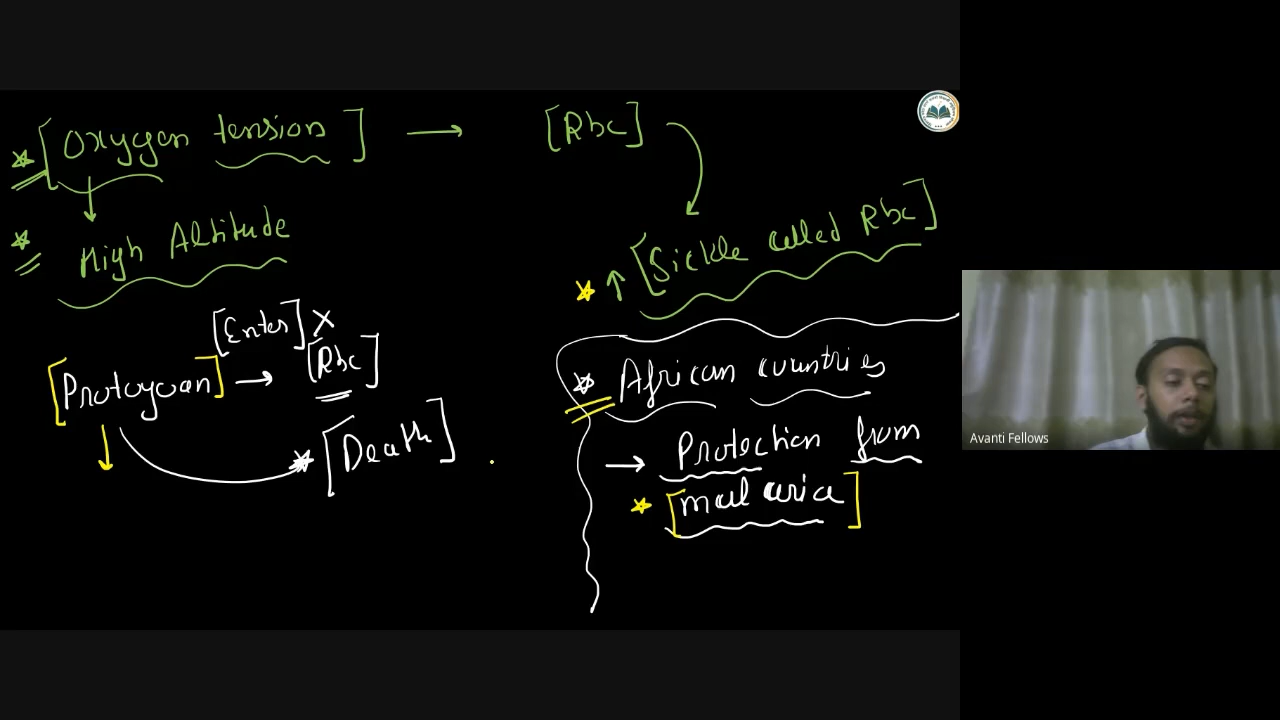 [Oxygen tension] → [Rbc]
High Altitude
↑ [Sickle celled Rbc]
[Enter] X
[Protozoan] → [Rbc]
[Death]
African countries
→ Protection from
[malaria]
Avanti Fellows